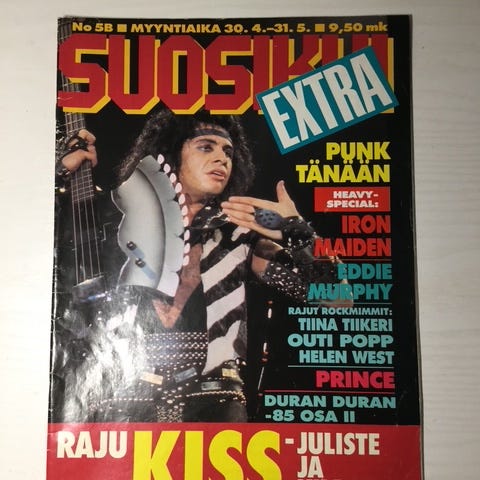 No 5B ■ MYYNTIAIKA 30. 4.–31. 5. ■ 9,50 mk
SUOSIKKI
EXTRA
PUNK
TÄNÄÄN
HEAVY-
SPECIAL:
IRON
MAIDEN
EDDIE
MURPHY
RAJUT ROCKMIMMIT:
TIINA TIIKERI
OUTI POPP
HELEN WEST
PRINCE
DURAN DURAN
-85 OSA II
RAJU KISS -JULISTE
JA